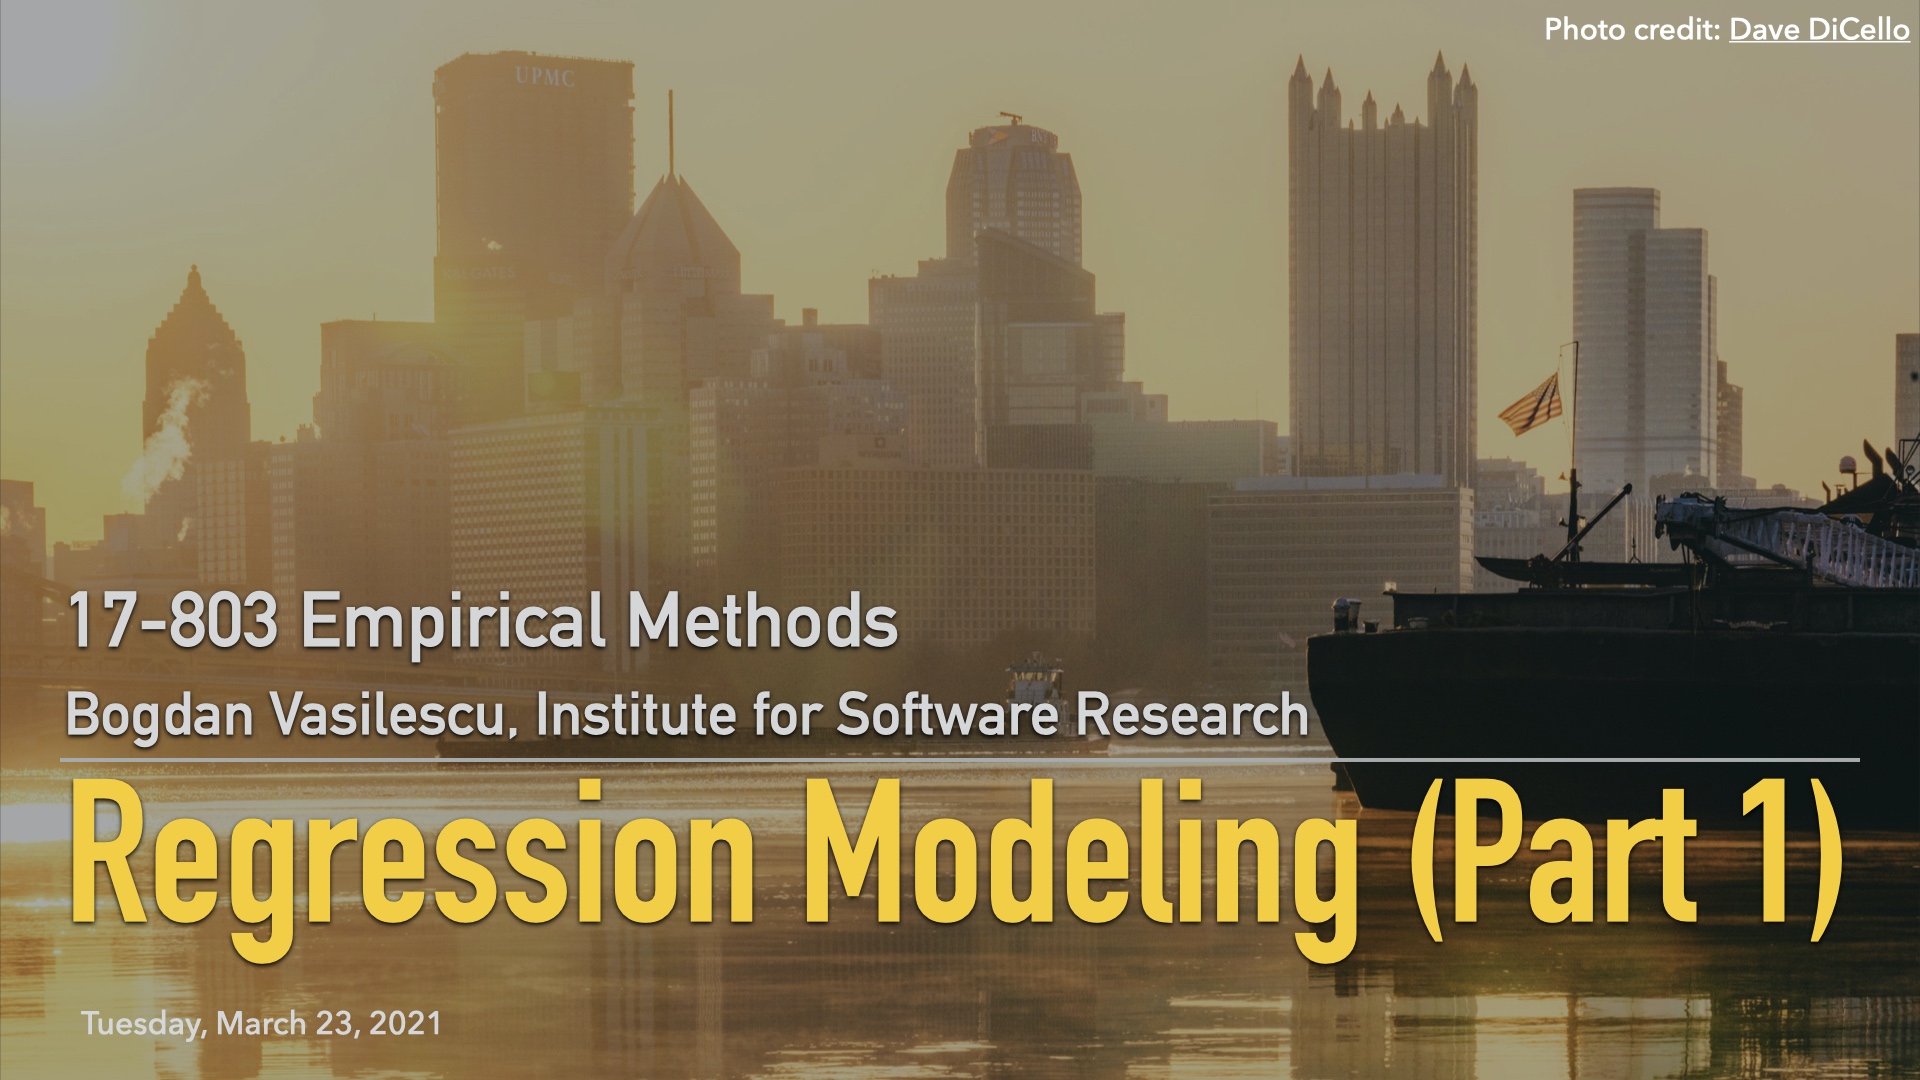 Photo credit: Dave DiCello
UPMC
17-803 Empirical Methods
Bogdan Vasilescu, Institute for Software Research
Regression Modeling (Part 1)
Tuesday, March 23, 2021